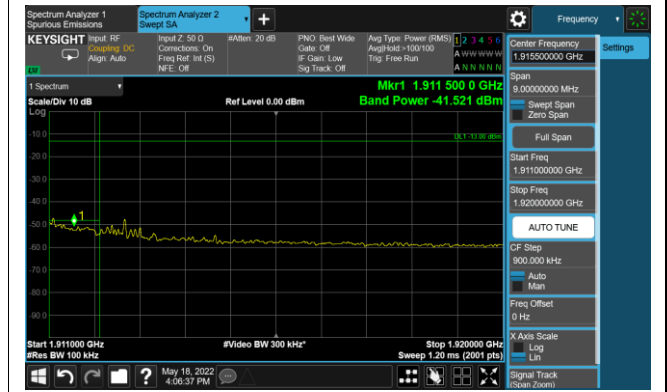 Spectrum Analyzer 1
Spurious Emissions
Spectrum Analyzer 2
Swept SA
Frequency
KEYSIGHT
Input: RF
Coupling: DC
Align: Auto
Input Z: 50 Ω
Corrections: On
Freq Ref: Int (S)
NFE: Off
#Atten: 20 dB
PNO: Best Wide
Gate: Off
IF Gain: Low
Sig Track: Off
Avg Type: Power (RMS)
Avg|Hold:>100/100
Trig: Free Run
1 2 3 4 5 6
A W W W W W
A N N N N N
1 Spectrum
Scale/Div 10 dB
Log
Ref Level 0.00 dBm
Mkr1 1.911 500 0 GHz
Band Power -41.521 dBm
DL1 -13.00 dBm
-10.0
-20.0
-30.0
-40.0
-50.0
-60.0
-70.0
-80.0
-90.0
1
Start 1.911000 GHz
#Res BW 100 kHz
#Video BW 300 kHz*
Stop 1.920000 GHz
Sweep 1.20 ms (2001 pts)
May 18, 2022
4:06:37 PM
Center Frequency
1.915500000 GHz
Settings
Span
9.00000000 MHz
Swept Span
Zero Span
Full Span
Start Freq
1.911000000 GHz
Stop Freq
1.920000000 GHz
AUTO TUNE
CF Step
900.000 kHz
Auto
Man
Freq Offset
0 Hz
X Axis Scale
Log
Lin
Signal Track
(Span Zoom)